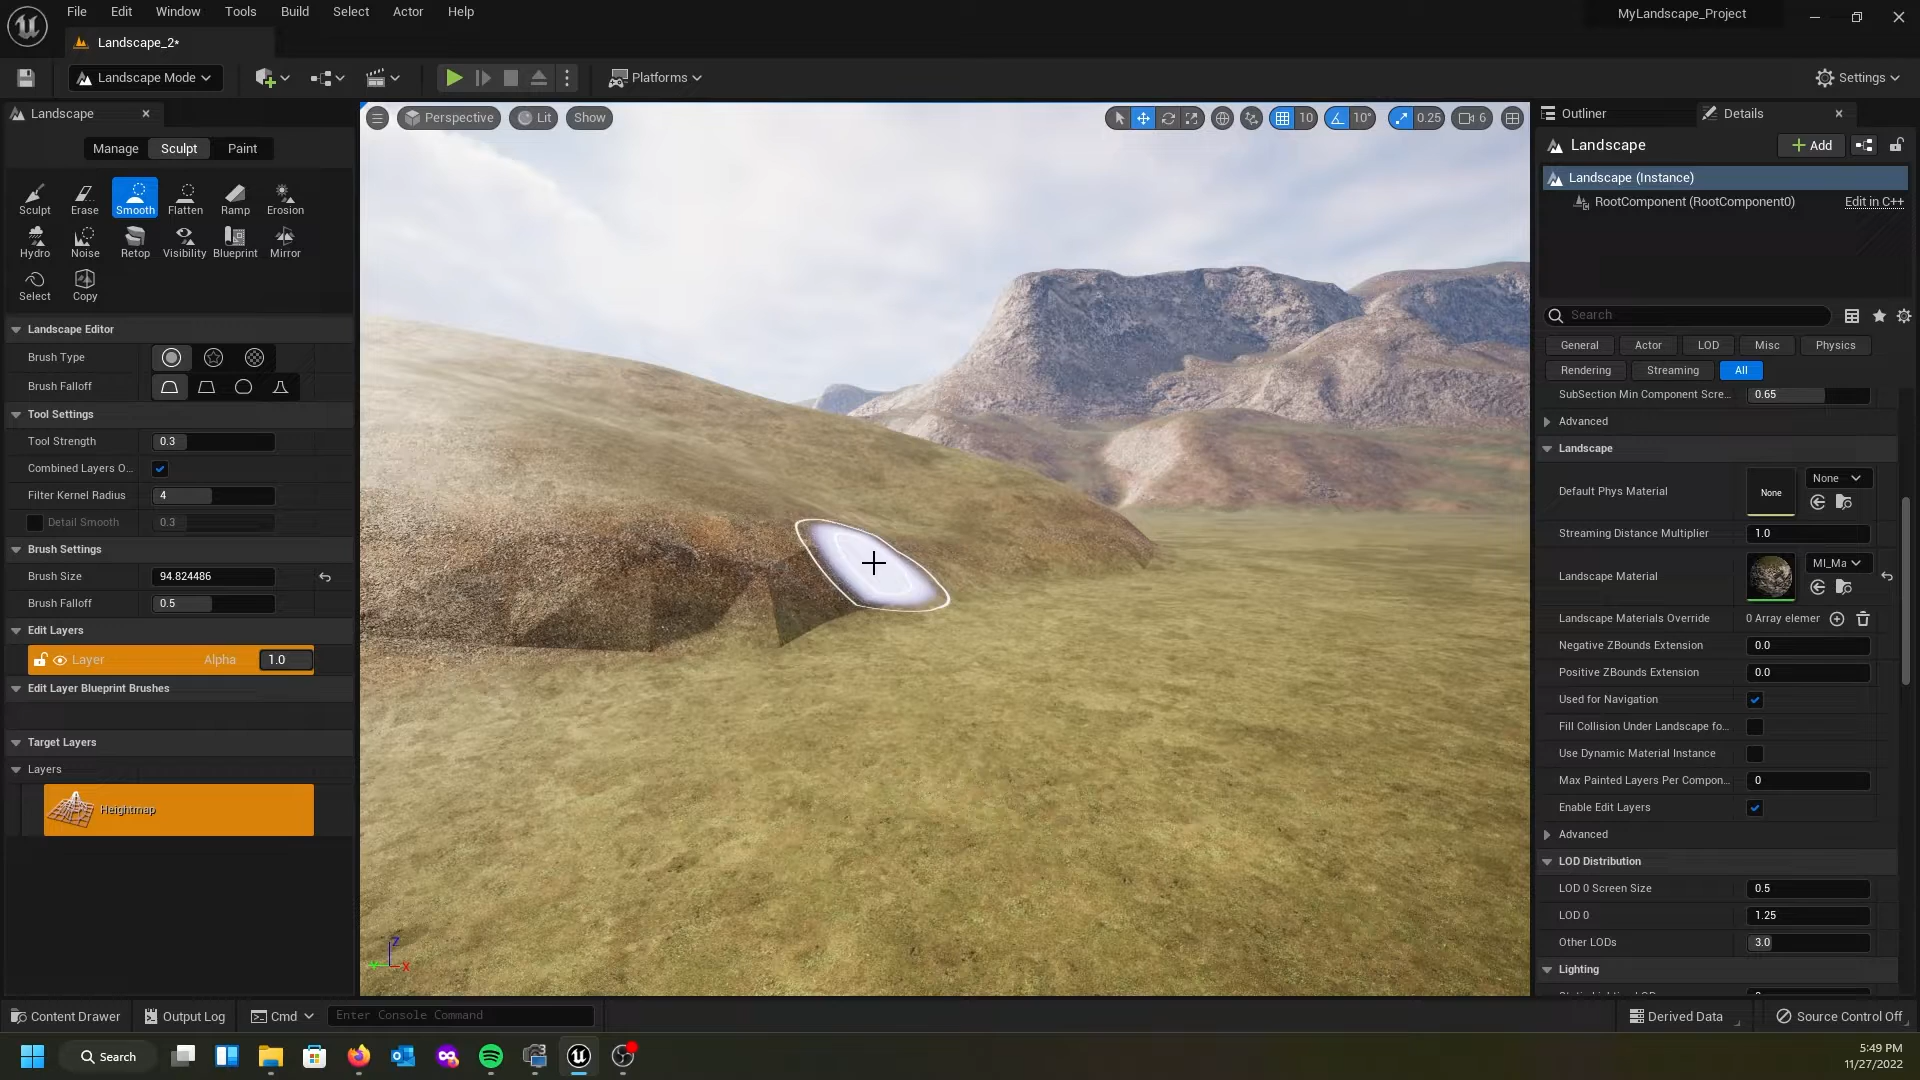 File Edit Window Tools Build Select Actor Help
MyLandscape_Project
Landscape_2*
Landscape Mode
Platforms
Settings
Landscape
Manage Sculpt Paint
Sculpt Erase Smooth Flatten Ramp Erosion
Hydro Noise Retop Visibility Blueprint Mirror
Select Copy
Landscape Editor
Brush Type
Brush Falloff
Tool Settings
Tool Strength 0.3
Combined Layers O...
Filter Kernel Radius 4
Detail Smooth 0.3
Brush Settings
Brush Size 94.824486
Brush Falloff 0.5
Edit Layers
Layer Alpha 1.0
Edit Layer Blueprint Brushes
Target Layers
Layers
Heightmap
Perspective Lit Show
10 10° 0.25 6
Z
X
Outliner Details
Landscape Add
Landscape (Instance)
RootComponent (RootComponent0) Edit in C++
Search
General Actor LOD Misc Physics
Rendering Streaming All
SubSection Min Component Scre... 0.65
Advanced
Landscape
Default Phys Material None None
Streaming Distance Multiplier 1.0
Landscape Material MI_Ma
Landscape Materials Override 0 Array elemer
Negative ZBounds Extension 0.0
Positive ZBounds Extension 0.0
Used for Navigation
Fill Collision Under Landscape fo...
Use Dynamic Material Instance
Max Painted Layers Per Compon... 0
Enable Edit Layers
Advanced
LOD Distribution
LOD 0 Screen Size 0.5
LOD 0 1.25
Other LODs 3.0
Lighting
Content Drawer Output Log Cmd Enter Console Command
Derived Data Source Control Off
Search
5:49 PM
11/27/2022